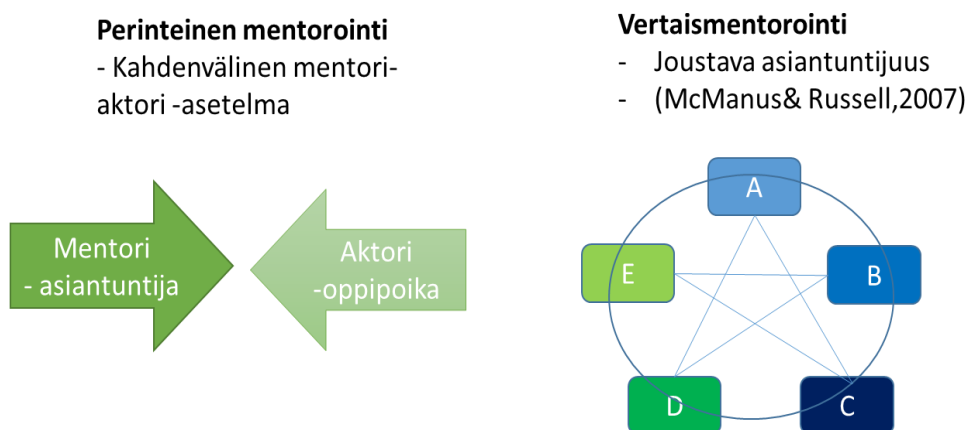 Perinteinen mentorointi
- Kahdenvälinen mentori-
aktori -asetelma
Mentori
- asiantuntija
Aktori
-oppipoika
Vertaismentorointi
- Joustava asiantuntijuus
- (McManus& Russell,2007)
A
E
B
D
C